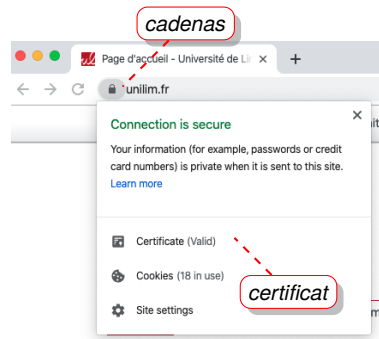 cadenas
Page d'accueil - Université de Li
unilim.fr
Connection is secure
Your information (for example, passwords or credit
card numbers) is private when it is sent to this site.
Learn more
Certificate (Valid)
Cookies (18 in use)
certificat
Site settings